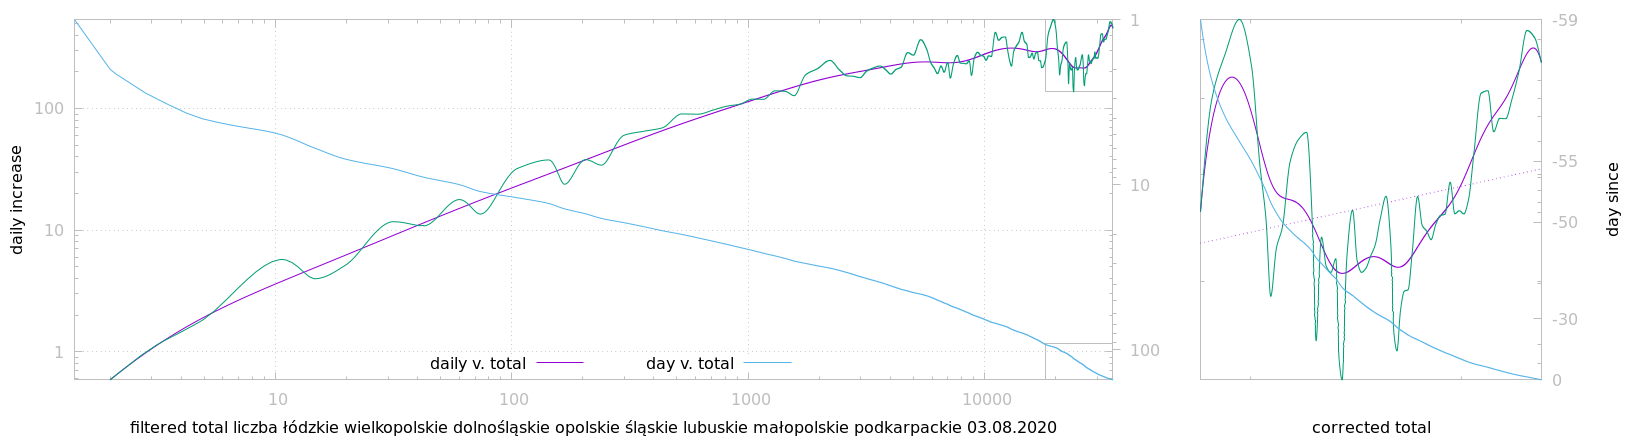 daily increase
100
10
1
daily v. total
day v. total
10
100
1000
10000
1
10
100
filtered total liczba łódzkie wielkopolskie dolnośląskie opolskie śląskie lubuskie małopolskie podkarpackie 03.08.2020
-59
-55
-50
-30
0
day since
corrected total